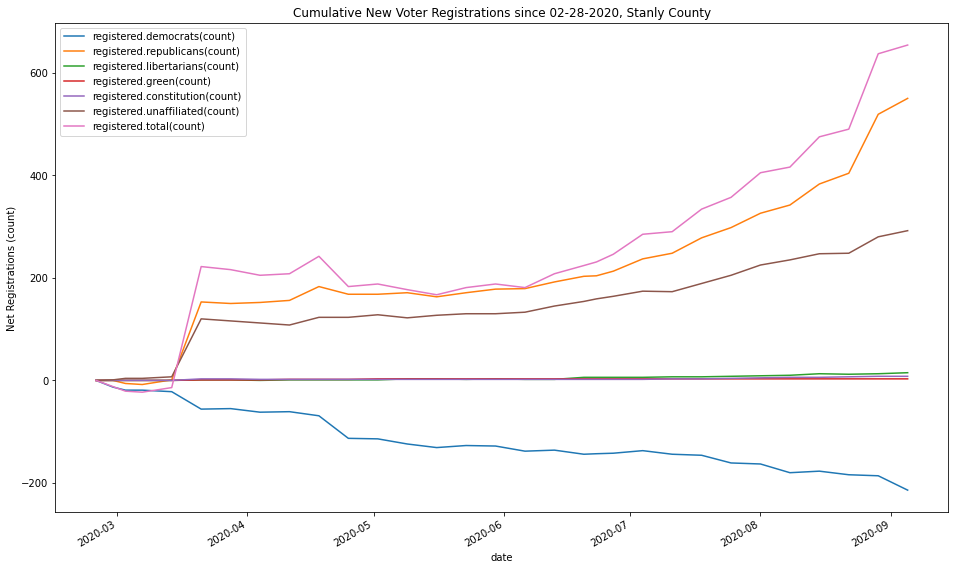 Cumulative New Voter Registrations since 02-28-2020, Stanly County
registered.democrats(count)
registered.republicans(count)
registered.libertarians(count)
registered.green(count)
registered.constitution(count)
registered.unaffiliated(count)
registered.total(count)
Net Registrations (count)
600
400
200
0
−200
2020-03
2020-04
2020-05
2020-06
2020-07
2020-08
2020-09
date